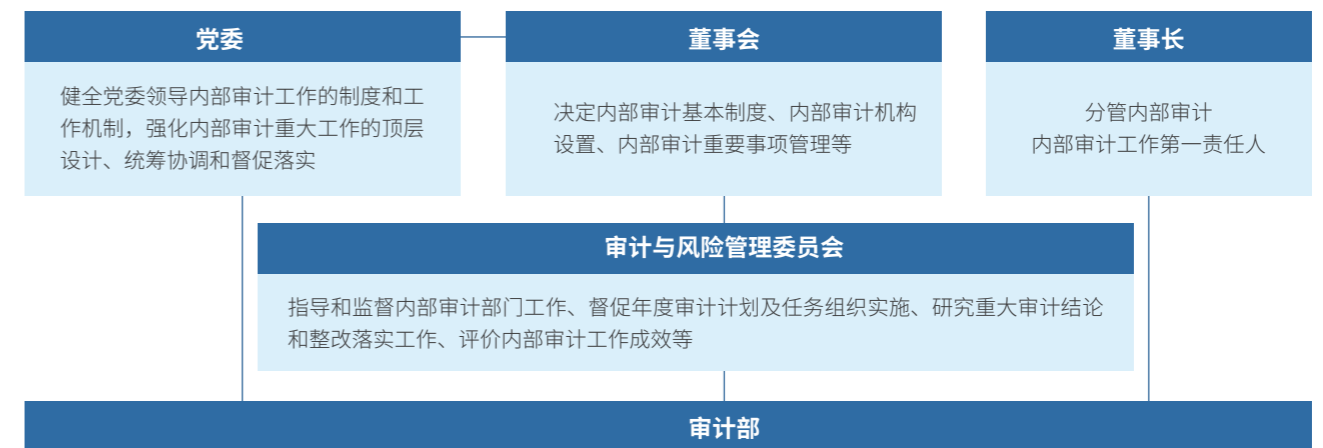 党委
健全党委领导内部审计工作的制度和工
作机制，强化内部审计重大工作的顶层
设计、统筹协调和督促落实
董事会
决定内部审计基本制度、内部审计机构
设置、内部审计重要事项管理等
董事长
分管内部审计
内部审计工作第一责任人
审计与风险管理委员会
指导和监督内部审计部门工作、督促年度审计计划及任务组织实施、研究重大审计结论
和整改落实工作、评价内部审计工作成效等
审计部